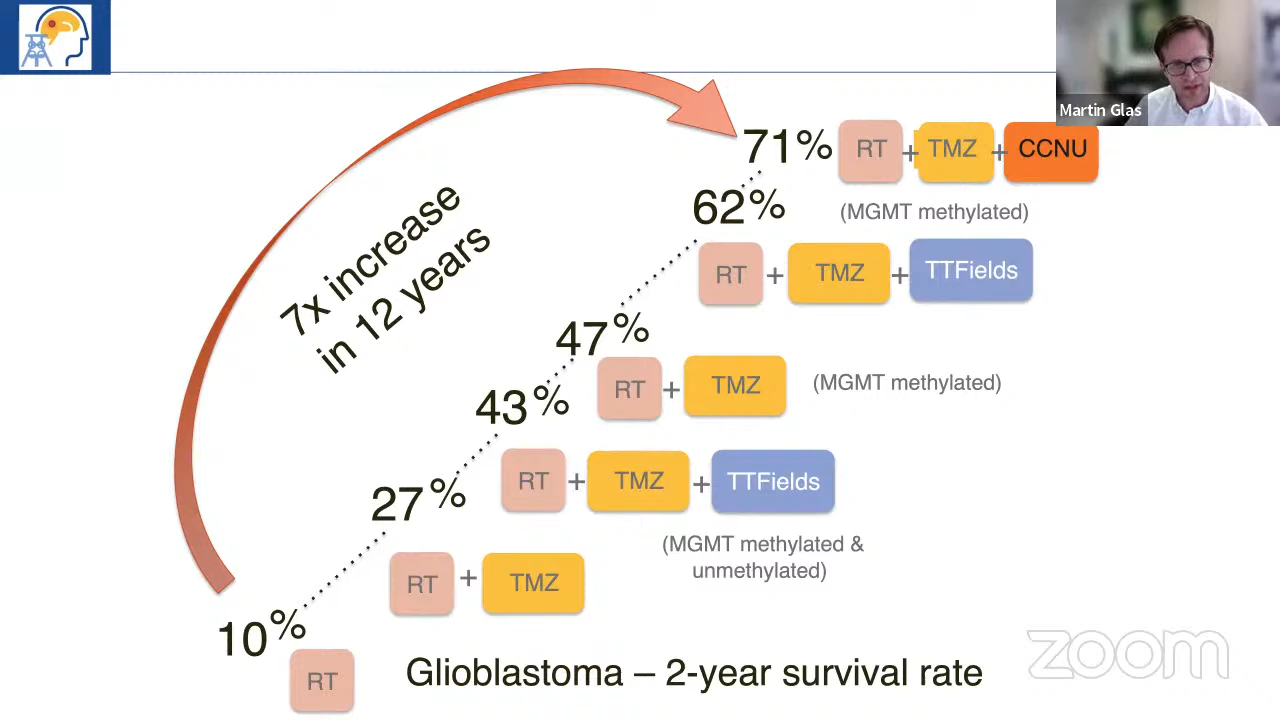 Martin Glas
71% RT + TMZ + CCNU
62% (MGMT methylated)
RT + TMZ + TTFields
7x increase
in 12 years
47%
RT + TMZ (MGMT methylated)
43%
RT + TMZ + TTFields
27%
(MGMT methylated &
unmethylated)
RT + TMZ
10%
RT
Glioblastoma – 2-year survival rate
zoom